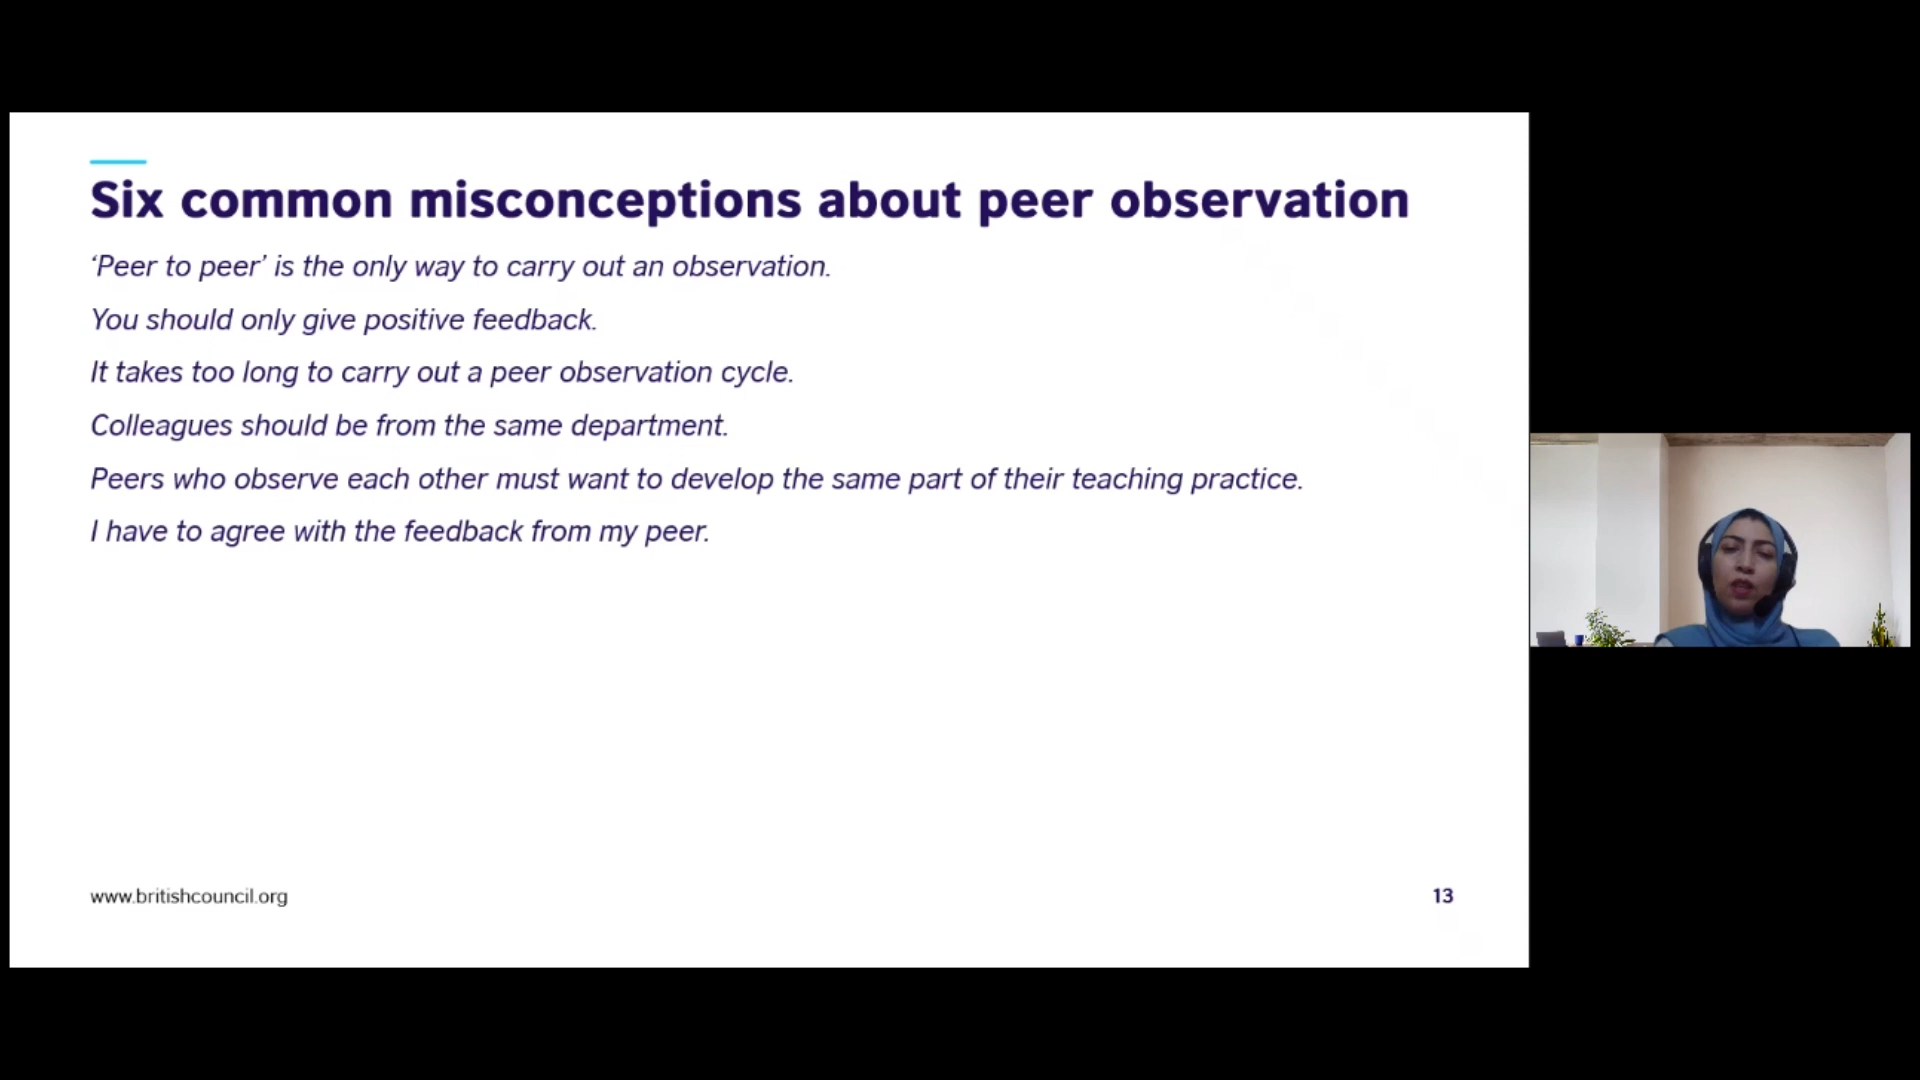 Six common misconceptions about peer observation
‘Peer to peer’ is the only way to carry out an observation.
You should only give positive feedback.
It takes too long to carry out a peer observation cycle.
Colleagues should be from the same department.
Peers who observe each other must want to develop the same part of their teaching practice.
I have to agree with the feedback from my peer.
www.britishcouncil.org
13